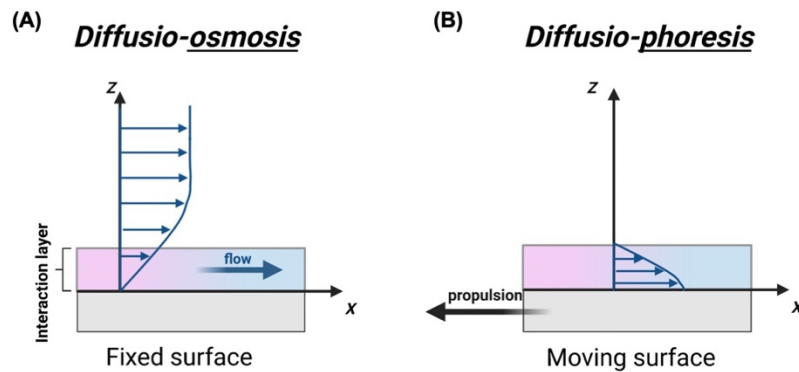 (A)
Diffusio-osmosis
z
Interaction layer
flow
x
Fixed surface
(B)
Diffusio-phoresis
z
propulsion
x
Moving surface